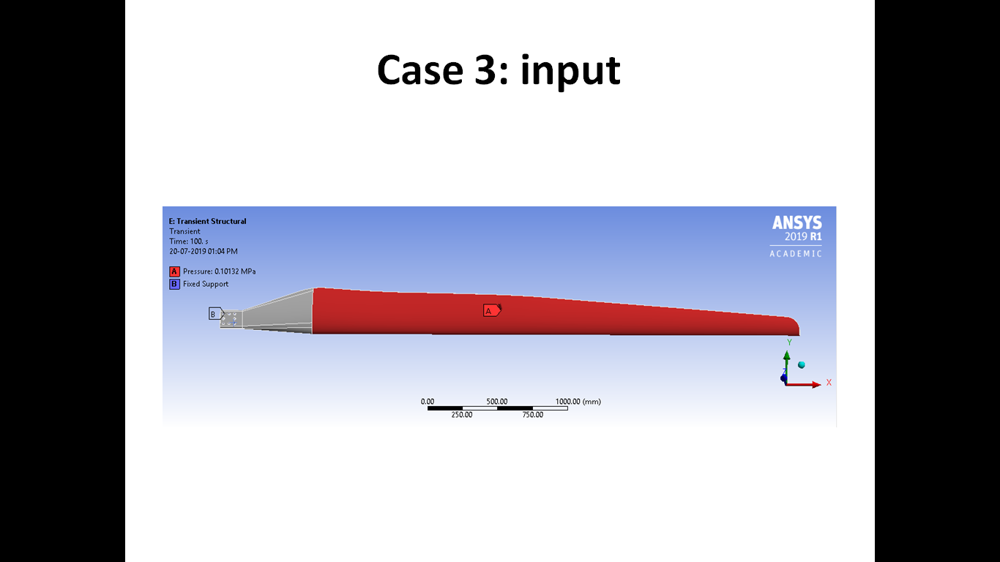 Case 3: input
E: Transient Structural
Transient
Time: 100. s
20-07-2019 01:04 PM
A Pressure: 0.10132 MPa
B Fixed Support
ANSYS
2019 R1
ACADEMIC
B
A
Y
Z
X
0.00 500.00 1000.00 (mm)
250.00 750.00